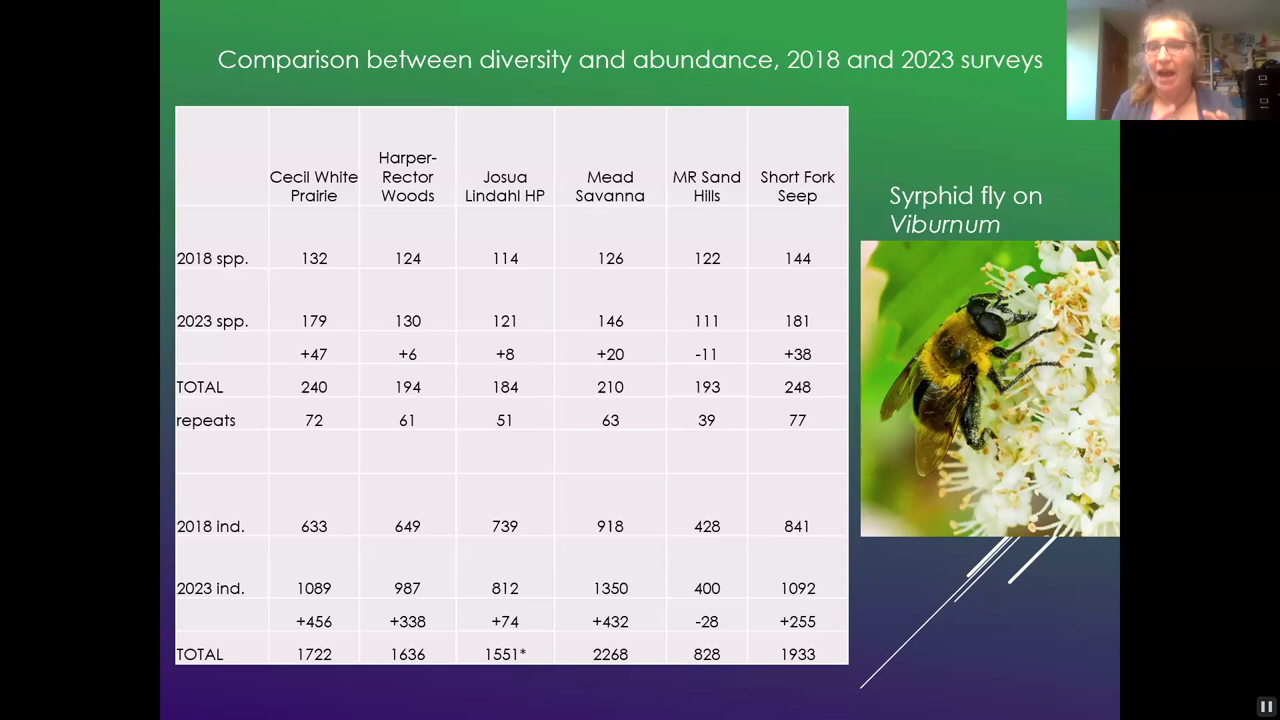 Comparison between diversity and abundance, 2018 and 2023 surveys
Cecil White Prairie Harper-Rector Woods Josua Lindahl HP Mead Savanna MR Sand Hills Short Fork Seep
2018 spp. 132 124 114 126 122 144
2023 spp. 179 130 121 146 111 181
+47 +6 +8 +20 -11 +38
TOTAL 240 194 184 210 193 248
repeats 72 61 51 63 39 77
2018 ind. 633 649 739 918 428 841
2023 ind. 1089 987 812 1350 400 1092
+456 +338 +74 +432 -28 +255
TOTAL 1722 1636 1551* 2268 828 1933
Syrphid fly on
Viburnum